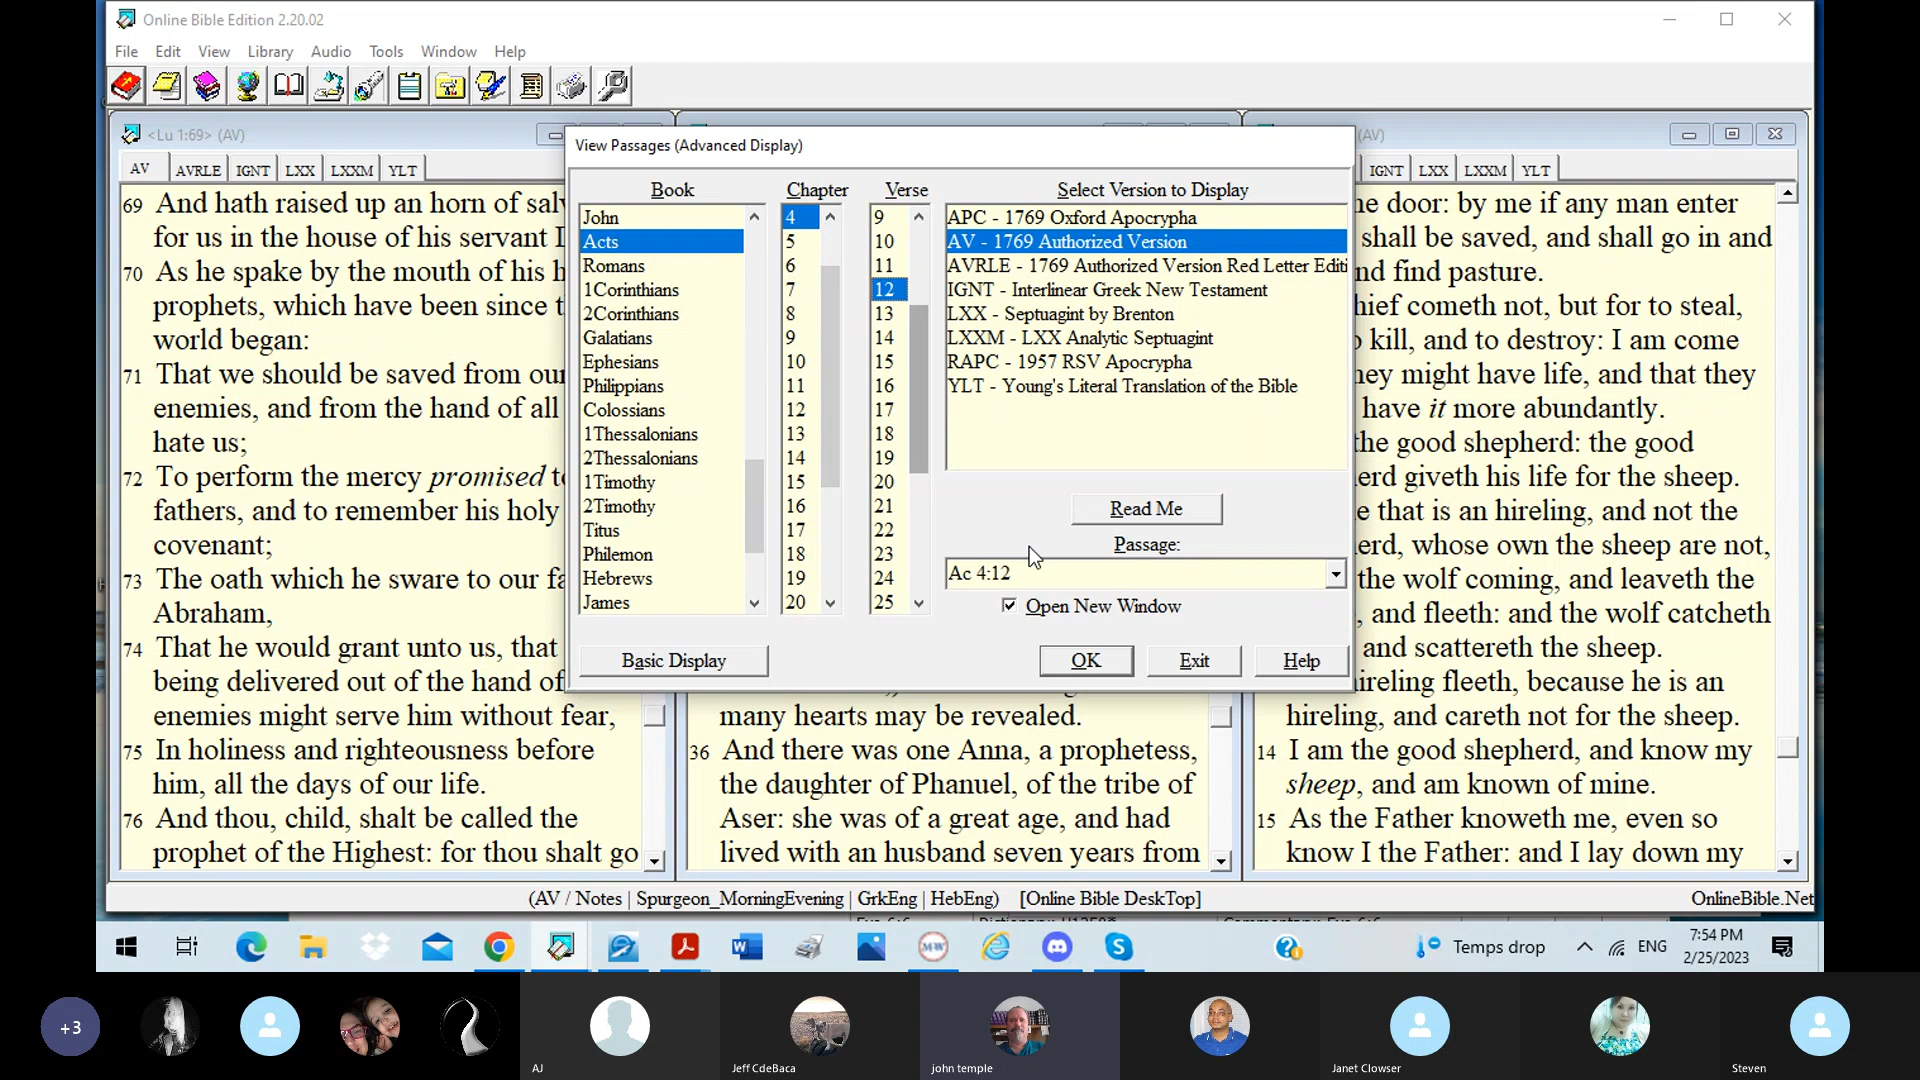 Online Bible Edition 2.20.02
File Edit View Library Audio Tools Window Help
<Lu 1:69> (AV)
AV AVRLE IGNT LXX LXXM YLT
69 And hath raised up an horn of
for us in the house of his servant
70 As he spake by the mouth of his
prophets, which have been since
world began:
71 That we should be saved from
enemies, and from the hand of all
hate us;
72 To perform the mercy promised
fathers, and to remember his holy
covenant;
73 The oath which he sware to our
Abraham,
74 That he would grant unto us, that
being delivered out of the hand of
enemies might serve him without fear,
75 In holiness and righteousness before
him, all the days of our life.
76 And thou, child, shalt be called the
prophet of the Highest: for thou shalt go
View Passages (Advanced Display)
Book
John
Acts
Romans
1Corinthians
2Corinthians
Galatians
Ephesians
Philippians
Colossians
1Thessalonians
2Thessalonians
1Timothy
2Timothy
Titus
Philemon
Hebrews
James
Chapter
4
5
6
7
8
9
10
11
12
13
14
15
16
17
18
19
20
Verse
9
10
11
12
13
14
15
16
17
18
19
20
21
22
23
24
25
Select Version to Display
APC - 1769 Oxford Apocrypha
AV - 1769 Authorized Version
AVRLE - 1769 Authorized Version Red Letter Editi
IGNT - Interlinear Greek New Testament
LXX - Septuagint by Brenton
LXXM - LXX Analytic Septuagint
RAPC - 1957 RSV Apocrypha
YLT - Young's Literal Translation of the Bible
Read Me
Passage:
Ac 4:12
Open New Window
Basic Display OK Exit Help
many hearts may be revealed.
36 And there was one Anna, a prophetess,
the daughter of Phanuel, of the tribe of
Aser: she was of a great age, and had
lived with an husband seven years from
(AV)
IGNT LXX LXXM YLT
door: by me if any man enter
shall be saved, and shall go in and
find pasture.
cometh not, but for to steal,
kill, and to destroy: I am come
might have life, and that they
have it more abundantly.
the good shepherd: the good
giveth his life for the sheep.
that is an hireling, and not the
whose own the sheep are not,
the wolf coming, and leaveth the
and fleeth: and the wolf catcheth
and scattereth the sheep.
fleeth, because he is an
hireling, and careth not for the sheep.
14 I am the good shepherd, and know my
sheep, and am known of mine.
15 As the Father knoweth me, even so
know I the Father: and I lay down my
(AV / Notes | Spurgeon_MorningEvening | GrkEng | HebEng) [Online Bible DeskTop] OnlineBible.Net
Temps drop ENG 7:54 PM
2/25/2023
+3
AJ Jeff CdeBaca john temple Janet Clowser Steven